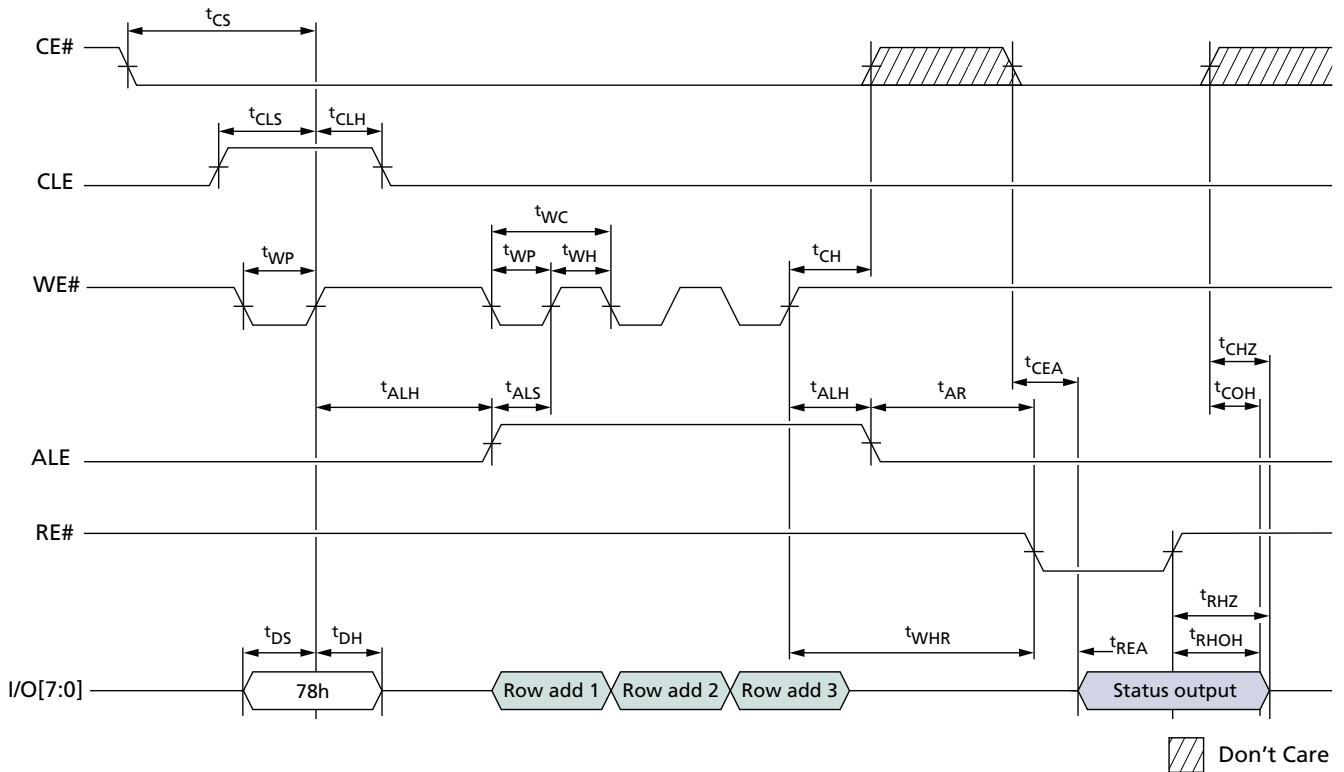 tCS
CE#
tCLS tCLH
CLE
tWC
tWP tWP tWH tCH
WE#
tCHZ
tCEA
tALH tALS tALH tAR tCOH
ALE
RE#
tRHZ
tDS tDH tWHR tREA tRHOH
I/O[7:0] 78h Row add 1 Row add 2 Row add 3 Status output
Don't Care